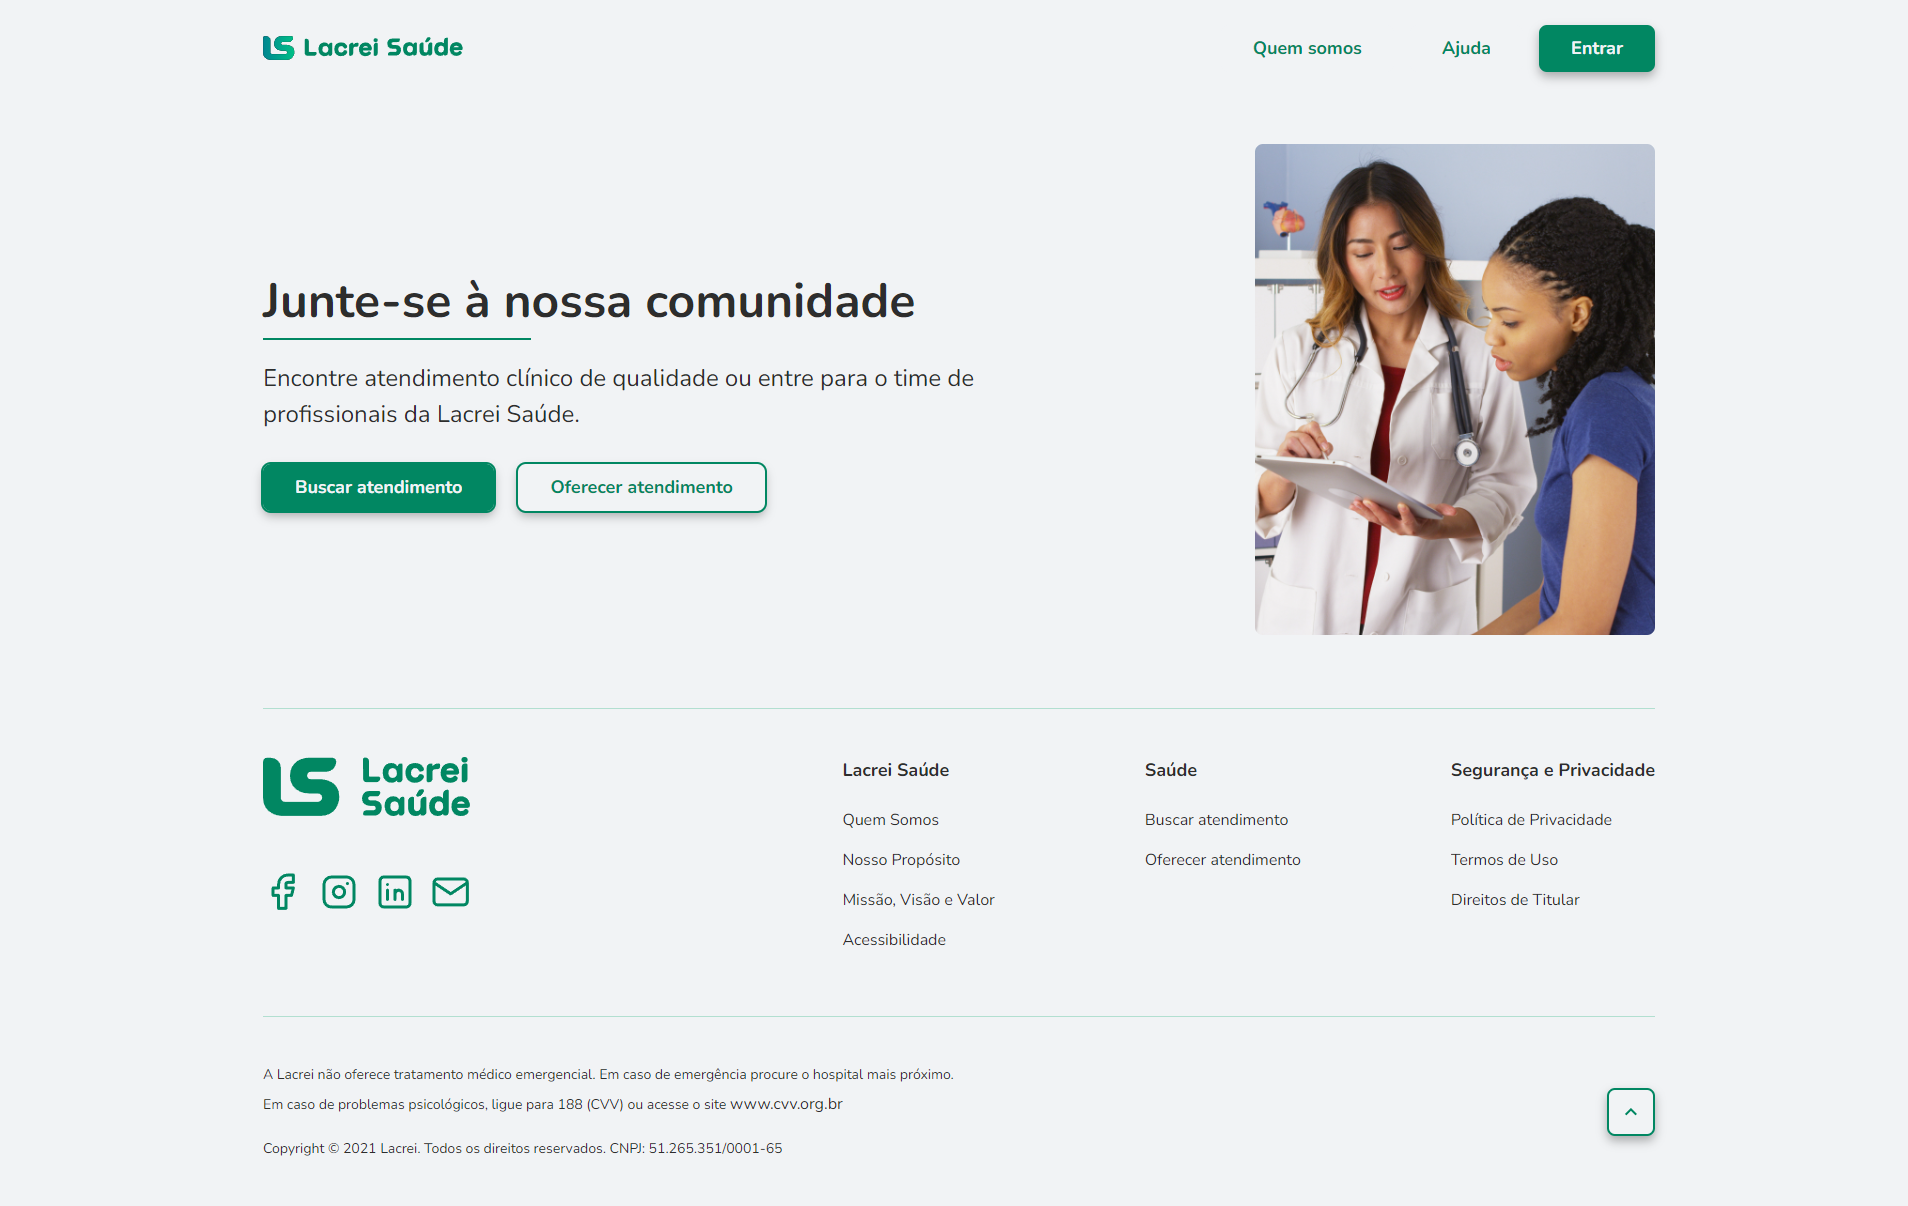 Lacrei Saúde
Quem somos
Ajuda
Entrar
Junte-se à nossa comunidade
Encontre atendimento clínico de qualidade ou entre para o time de
profissionais da Lacrei Saúde.
Buscar atendimento
Oferecer atendimento
Lacrei
Saúde
Lacrei Saúde
Quem Somos
Nosso Propósito
Missão, Visão e Valor
Acessibilidade
Saúde
Buscar atendimento
Oferecer atendimento
Segurança e Privacidade
Política de Privacidade
Termos de Uso
Direitos de Titular
A Lacrei não oferece tratamento médico emergencial. Em caso de emergência procure o hospital mais próximo.
Em caso de problemas psicológicos, ligue para 188 (CVV) ou acesse o site www.cvv.org.br
Copyright © 2021 Lacrei. Todos os direitos reservados. CNPJ: 51.265.351/0001-65